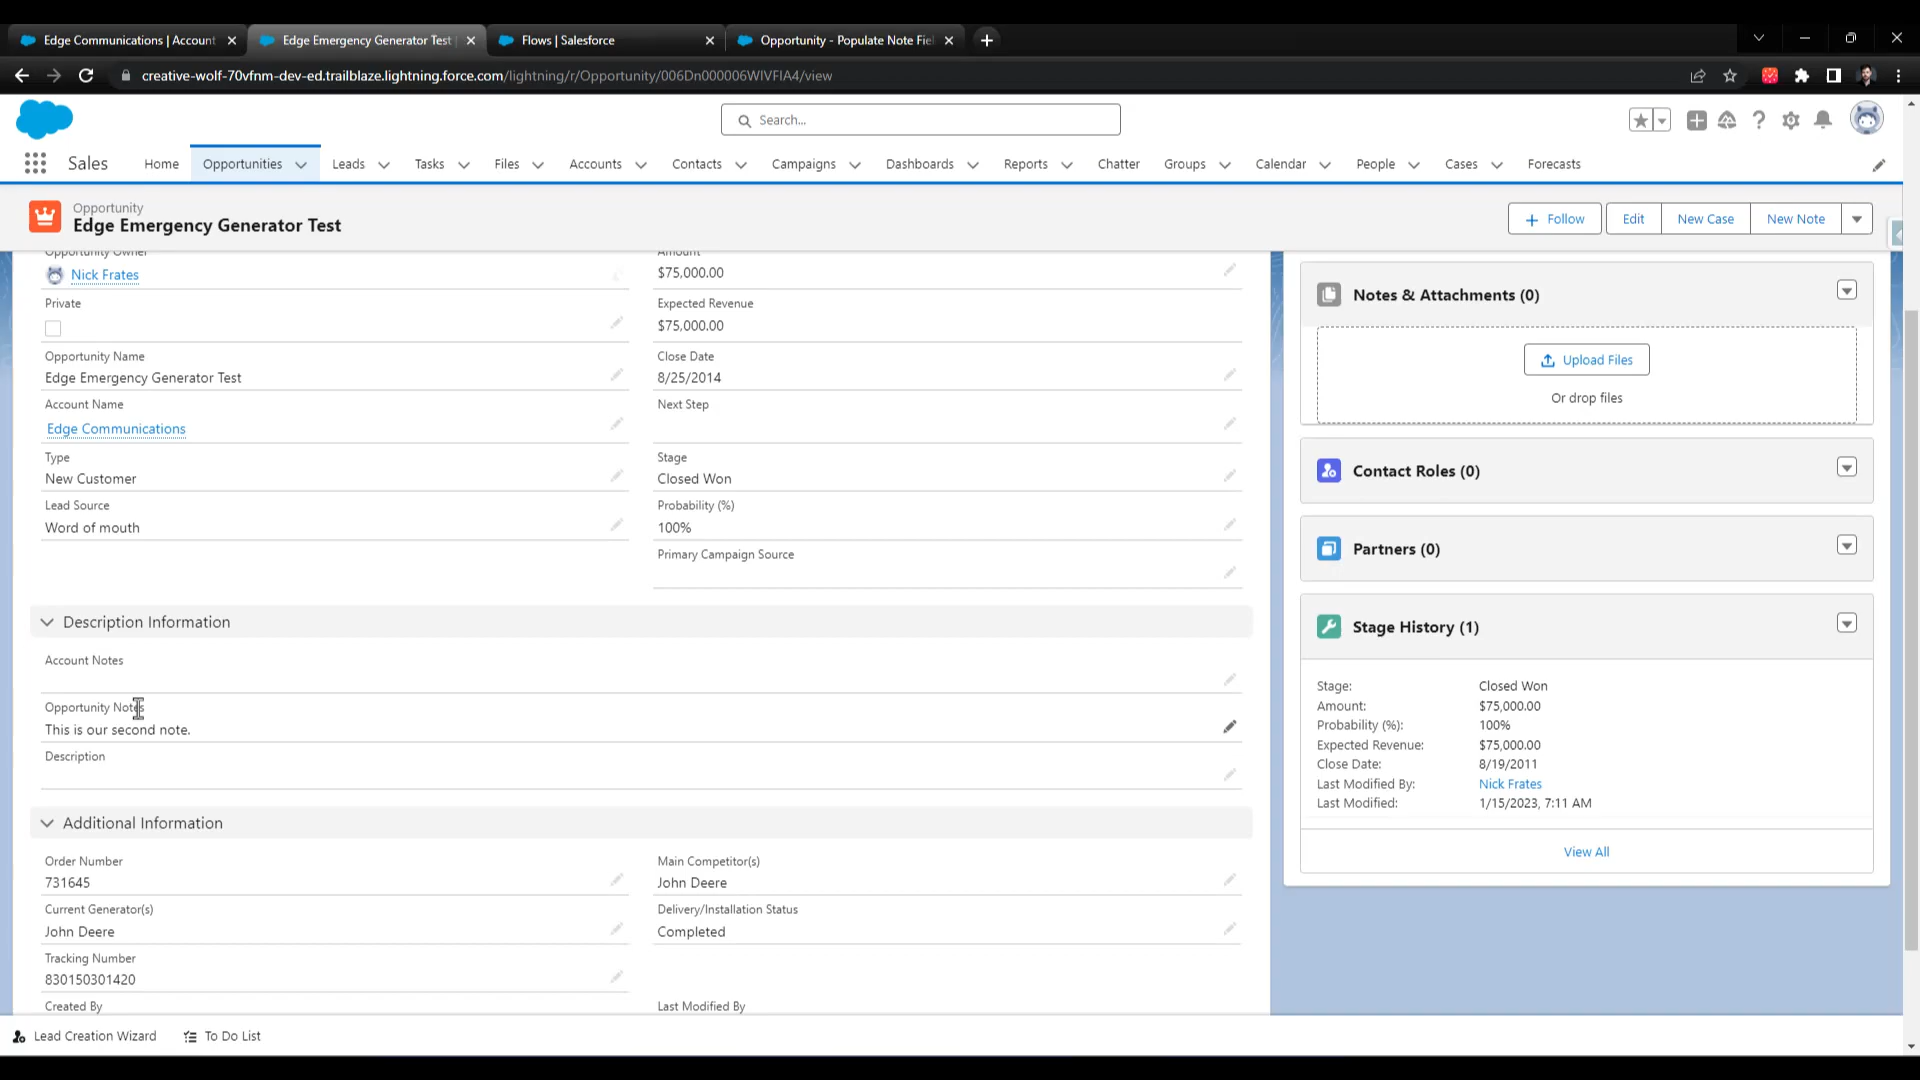 Edge Communications | Account
Edge Emergency Generator Test
Flows | Salesforce
Opportunity - Populate Note Fiel
creative-wolf-70vfnm-dev-ed.trailblaze.lightning.force.com/lightning/r/Opportunity/006Dn000006WIVFIA4/view
Search...
Sales
Home
Opportunities
Leads
Tasks
Files
Accounts
Contacts
Campaigns
Dashboards
Reports
Chatter
Groups
Calendar
People
Cases
Forecasts
Opportunity
Edge Emergency Generator Test
Follow
Edit
New Case
New Note
Opportunity Owner
Nick Frates
Amount
$75,000.00
Private
Expected Revenue
$75,000.00
Opportunity Name
Edge Emergency Generator Test
Close Date
8/25/2014
Account Name
Edge Communications
Next Step
Type
New Customer
Stage
Closed Won
Lead Source
Word of mouth
Probability (%)
100%
Primary Campaign Source
Description Information
Account Notes
Opportunity Notes
This is our second note.
Description
Additional Information
Order Number
731645
Main Competitor(s)
John Deere
Current Generator(s)
John Deere
Delivery/Installation Status
Completed
Tracking Number
830150301420
Created By
Last Modified By
Notes & Attachments (0)
Upload Files
Or drop files
Contact Roles (0)
Partners (0)
Stage History (1)
Stage: Closed Won
Amount: $75,000.00
Probability (%): 100%
Expected Revenue: $75,000.00
Close Date: 8/19/2011
Last Modified By: Nick Frates
Last Modified: 1/15/2023, 7:11 AM
View All
Lead Creation Wizard
To Do List